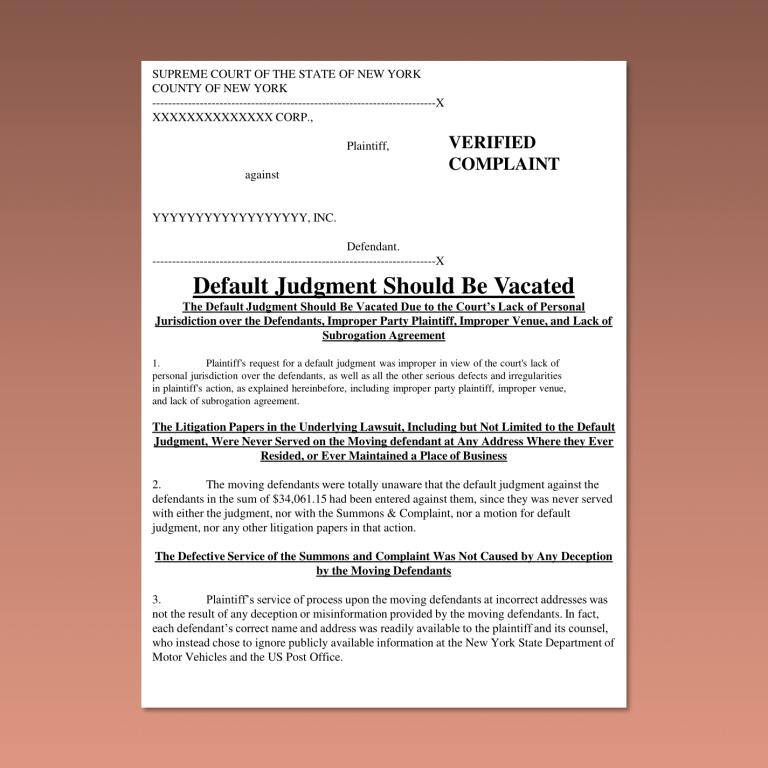 SUPREME COURT OF THE STATE OF NEW YORK
COUNTY OF NEW YORK
-----------------------------------------------------------------------X
XXXXXXXXXXXXXX CORP.,
Plaintiff,
VERIFIED
COMPLAINT
against
YYYYYYYYYYYYYYYYYY, INC.
Defendant.
-----------------------------------------------------------------------X
Default Judgment Should Be Vacated
The Default Judgment Should Be Vacated Due to the Court's Lack of Personal
Jurisdiction over the Defendants, Improper Party Plaintiff, Improper Venue, and Lack of
Subrogation Agreement
1. Plaintiff's request for a default judgment was improper in view of the court's lack of
personal jurisdiction over the defendants, as well as all the other serious defects and irregularities
in plaintiff's action, as explained hereinbefore, including improper party plaintiff, improper venue,
and lack of subrogation agreement.
The Litigation Papers in the Underlying Lawsuit, Including but Not Limited to the Default
Judgment, Were Never Served on the Moving defendant at Any Address Where they Ever
Resided, or Ever Maintained a Place of Business
2. The moving defendants were totally unaware that the default judgment against the
defendants in the sum of $34,061.15 had been entered against them, since they was never served
with either the judgment, nor with the Summons & Complaint, nor a motion for default
judgment, nor any other litigation papers in that action.
The Defective Service of the Summons and Complaint Was Not Caused by Any Deception
by the Moving Defendants
3. Plaintiff's service of process upon the moving defendants at incorrect addresses was
not the result of any deception or misinformation provided by the moving defendants. In fact,
each defendant's correct name and address was readily available to the plaintiff and its counsel,
who instead chose to ignore publicly available information at the New York State Department of
Motor Vehicles and the US Post Office.